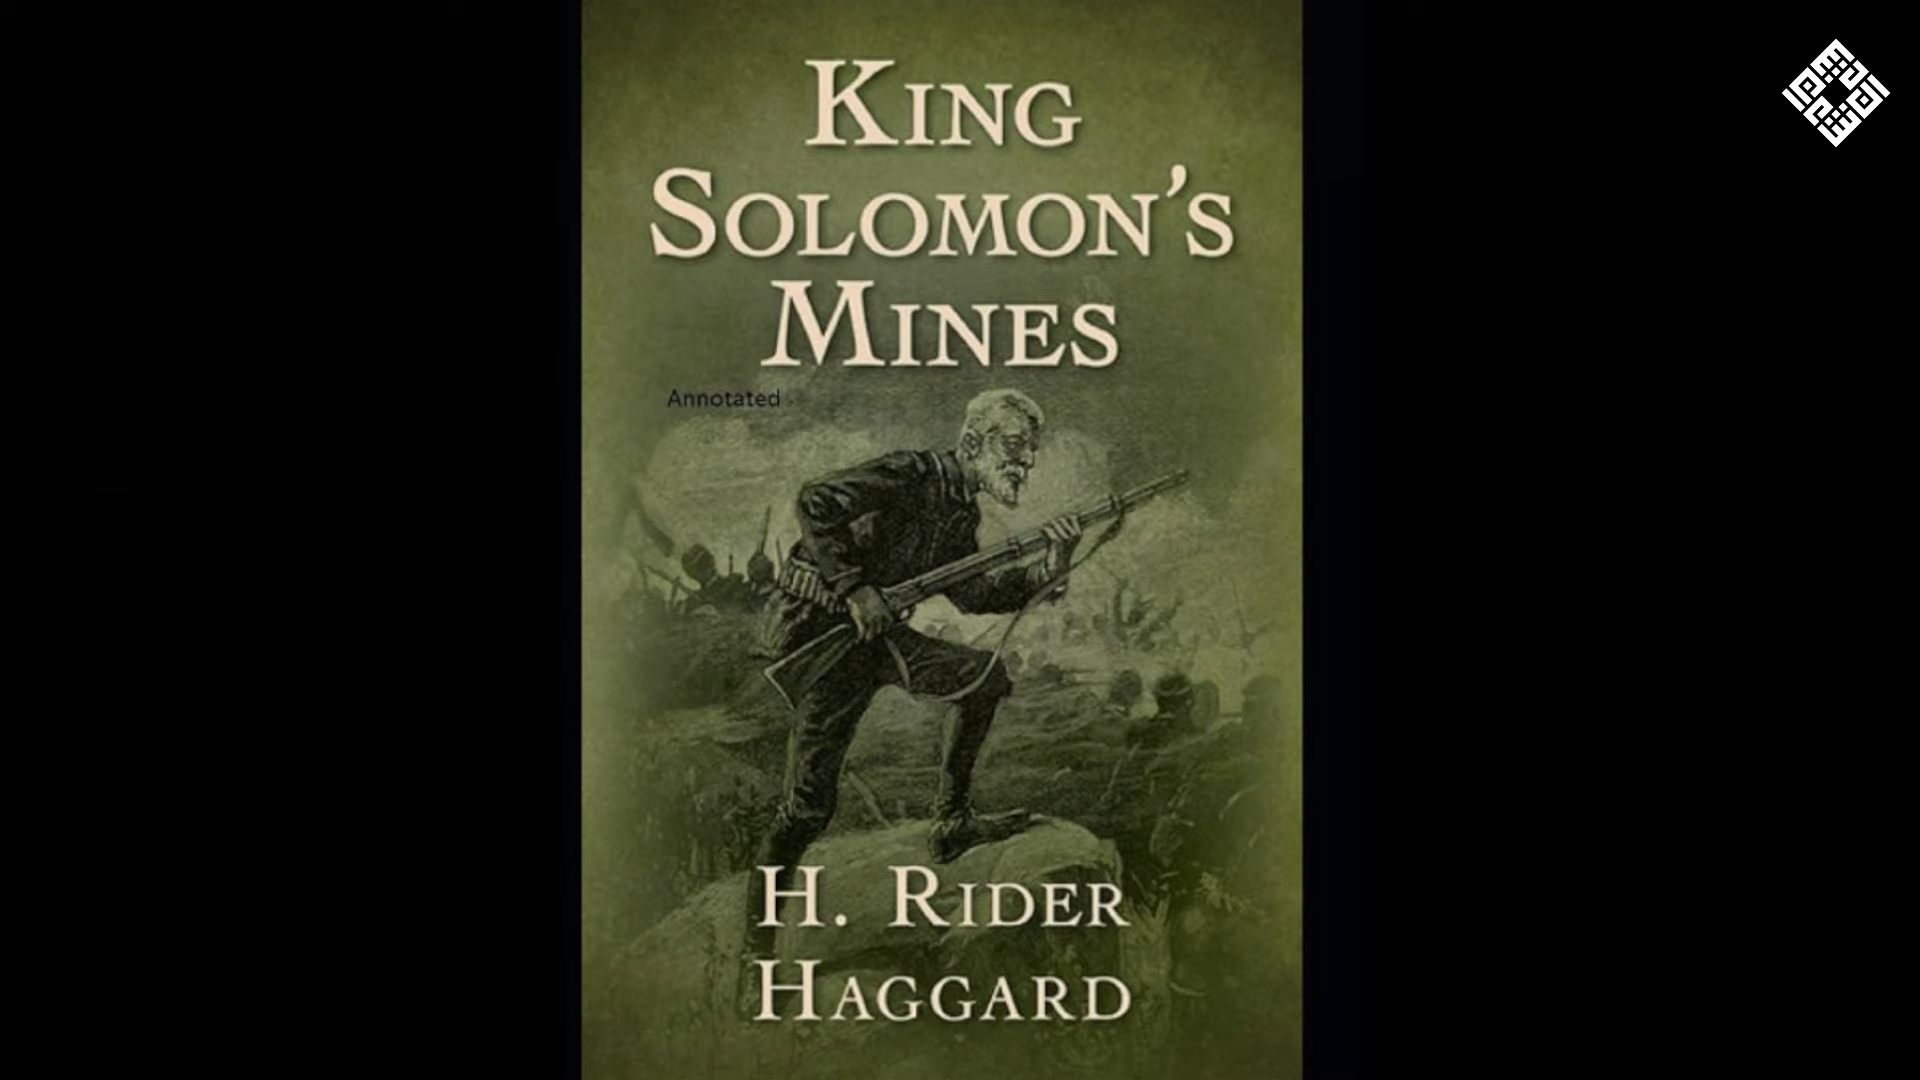 King
Solomon's
Mines
Annotated
H. Rider
Haggard